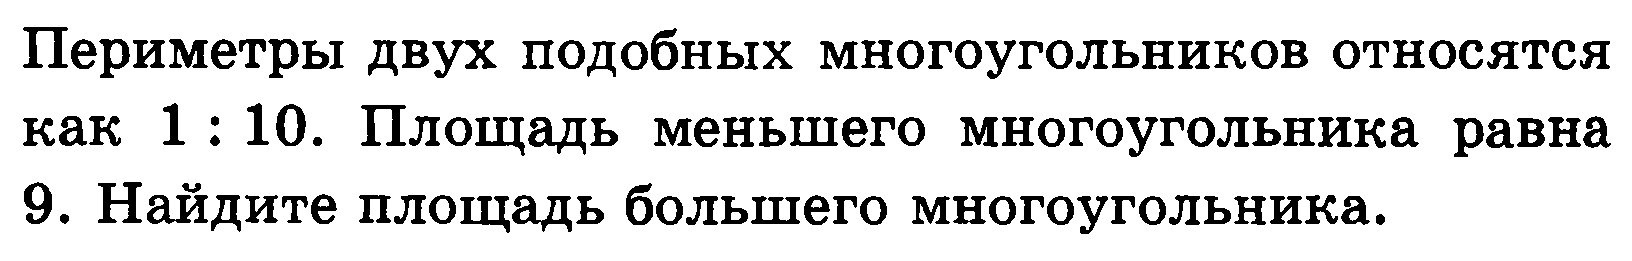 Периметры двух подобных многоугольников относятся
как 1 : 10. Площадь меньшего многоугольника равна
9. Найдите площадь большего многоугольника.